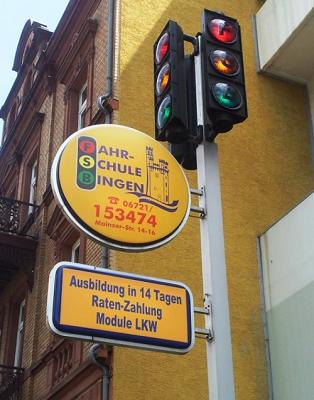 FAHR-
SCHULE
BINGEN
☎ 06721/
153474
Mainzer-Str. 14-16
Ausbildung in 14 Tagen
Raten-Zahlung
Module LKW